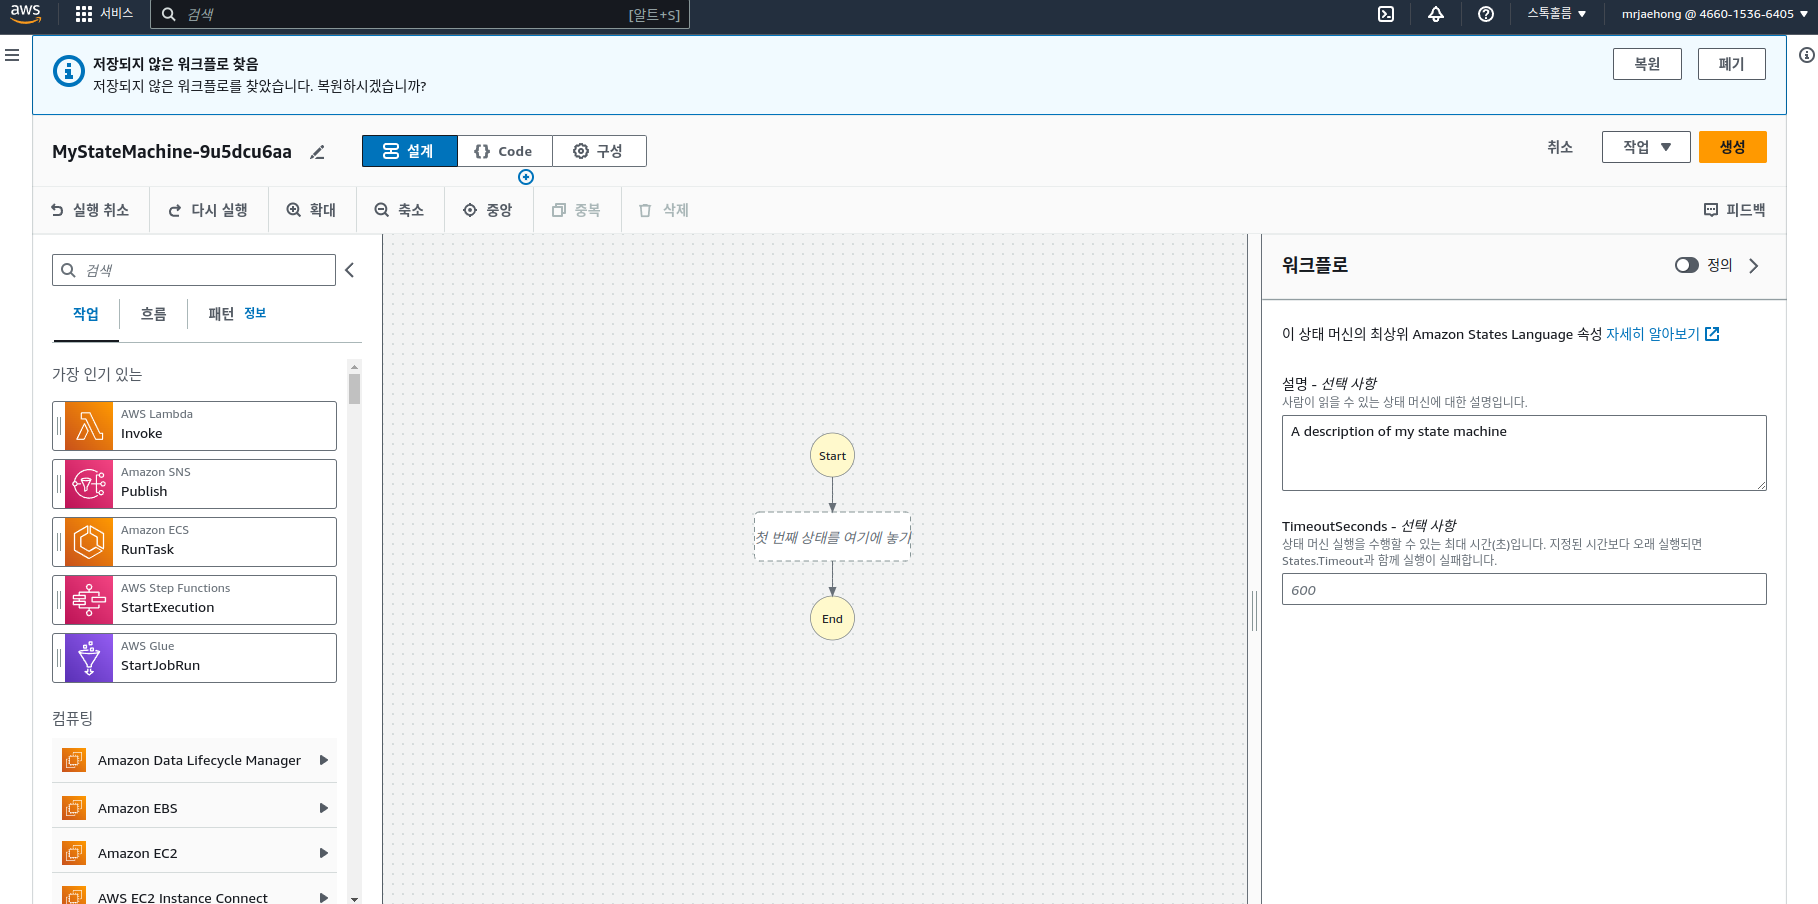 aws
서비스
검색
[알트+S]
스톡홀름
mrjaehong @ 4660-1536-6405
저장되지 않은 워크플로 찾음
저장되지 않은 워크플로를 찾았습니다. 복원하시겠습니까?
복원
폐기
MyStateMachine-9u5dcu6aa
설계
{} Code
구성
취소
작업
생성
실행 취소
다시 실행
확대
축소
중앙
중복
삭제
피드백
검색
작업
흐름
패턴 정보
가장 인기 있는
AWS Lambda
Invoke
Amazon SNS
Publish
Amazon ECS
RunTask
AWS Step Functions
StartExecution
AWS Glue
StartJobRun
컴퓨팅
Amazon Data Lifecycle Manager
Amazon EBS
Amazon EC2
AWS EC2 Instance Connect
Start
첫 번째 상태를 여기에 놓기
End
워크플로
정의
이 상태 머신의 최상위 Amazon States Language 속성 자세히 알아보기
설명 - 선택 사항
사람이 읽을 수 있는 상태 머신에 대한 설명입니다.
A description of my state machine
TimeoutSeconds - 선택 사항
상태 머신 실행을 수행할 수 있는 최대 시간(초)입니다. 지정된 시간보다 오래 실행되면
States.Timeout과 함께 실행이 실패합니다.
600